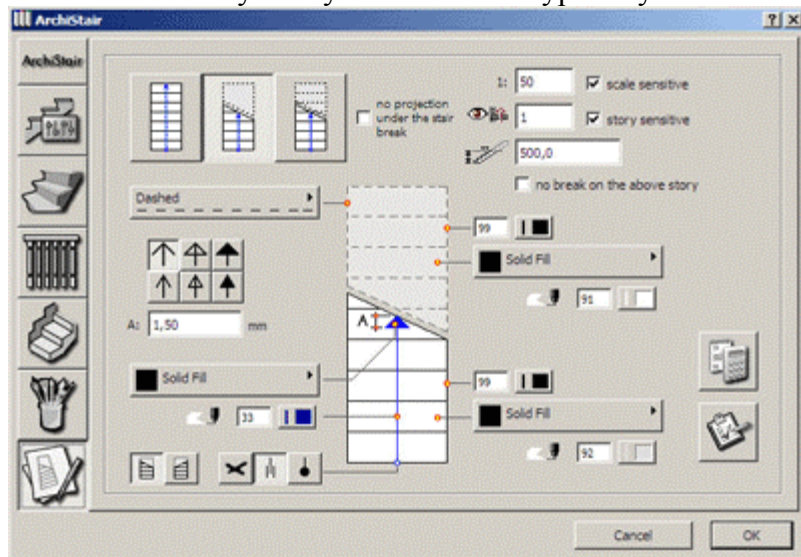 ArchiStair
ArchiStair
1: 50
scale sensitive
no projection
under the stair
break
1
story sensitive
500,0
no break on the above story
Dashed
99
Solid Fill
91
A: 1,50 mm
A
Solid Fill
99
33
Solid Fill
92
Cancel
OK